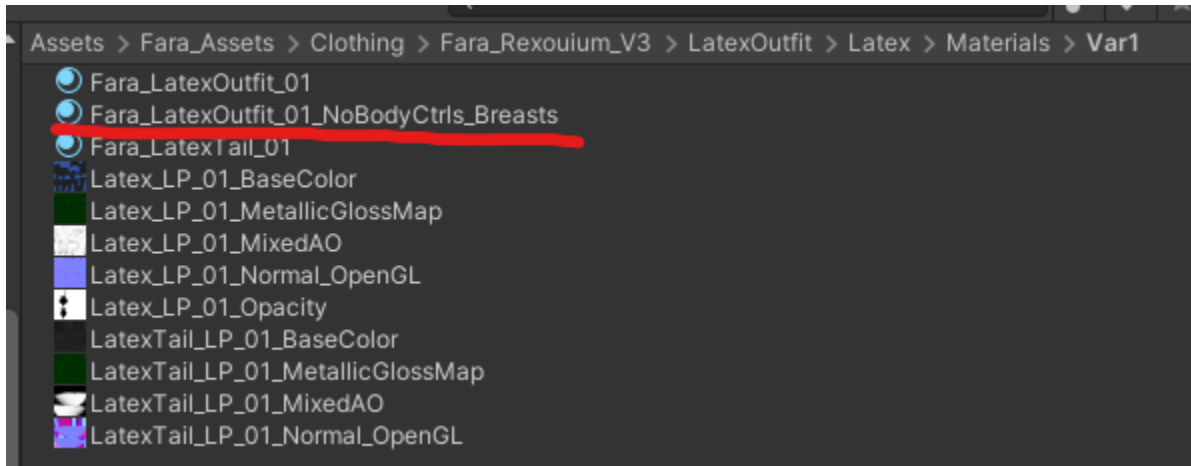 Assets > Fara_Assets > Clothing > Fara_Rexouium_V3 > LatexOutfit > Latex > Materials > Var1
Fara_LatexOutfit_01
Fara_LatexOutfit_01_NoBodyCtrls_Breasts
Fara_LatexTail_01
Latex_LP_01_BaseColor
Latex_LP_01_MetallicGlossMap
Latex_LP_01_MixedAO
Latex_LP_01_Normal_OpenGL
Latex_LP_01_Opacity
LatexTail_LP_01_BaseColor
LatexTail_LP_01_MetallicGlossMap
LatexTail_LP_01_MixedAO
LatexTail_LP_01_Normal_OpenGL